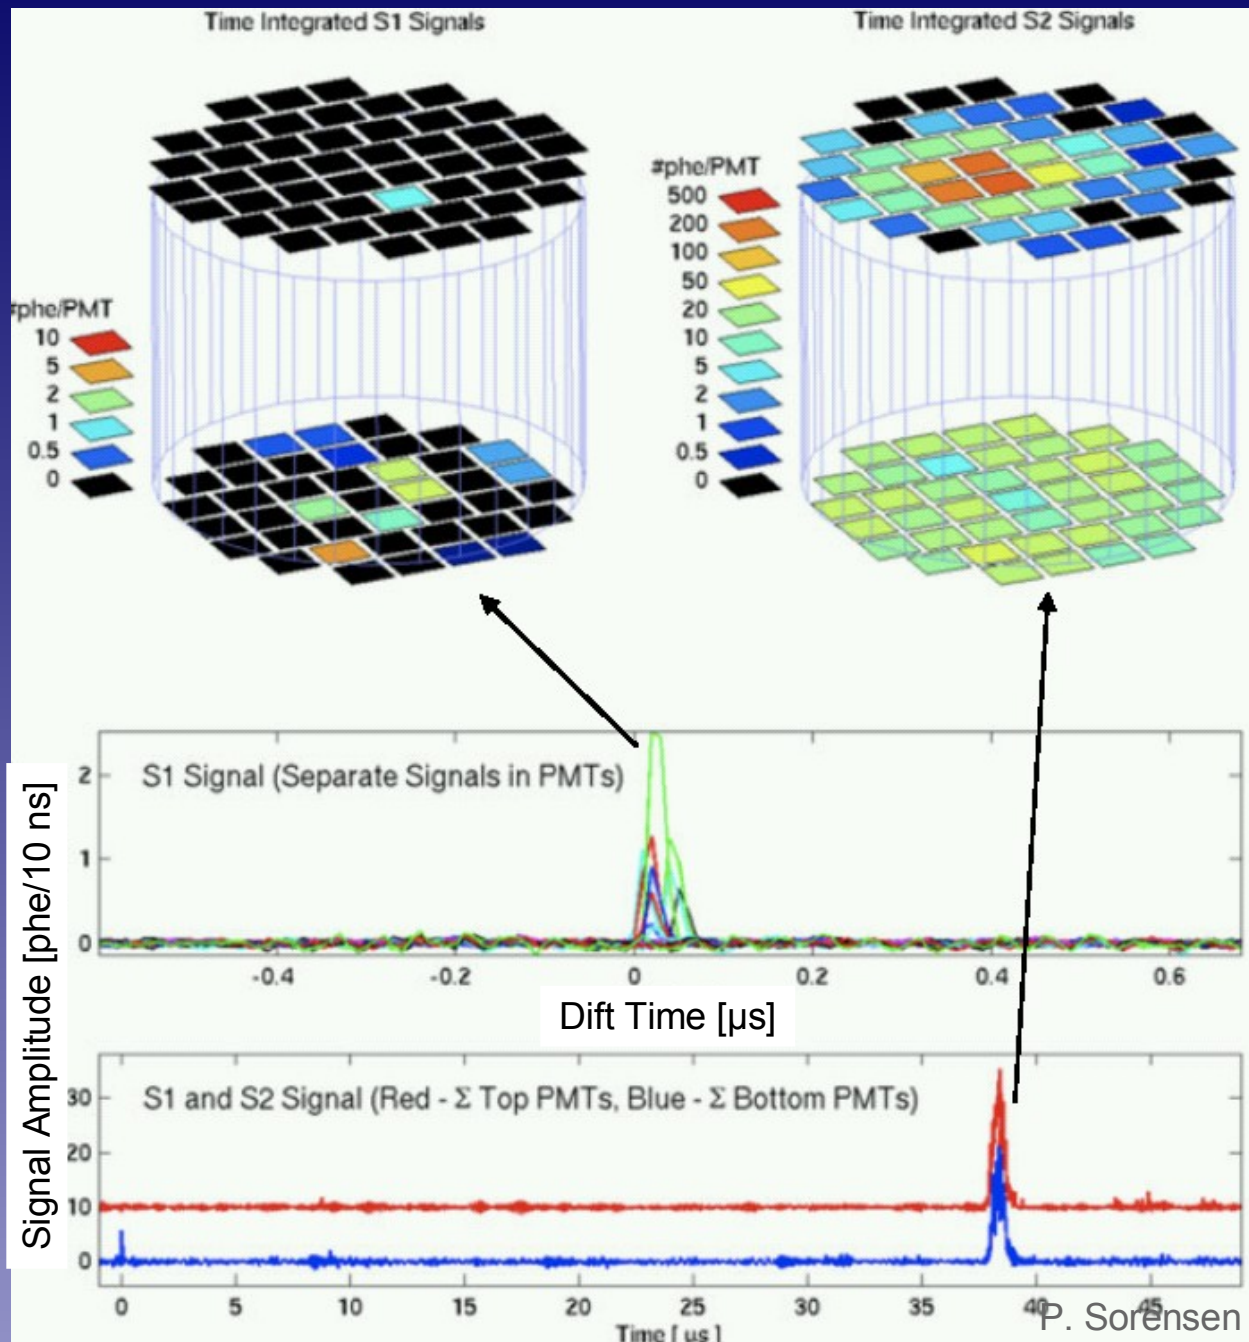 Time Integrated S1 Signals
Time Integrated S2 Signals
#phe/PMT
10
5
2
1
0.5
0
#phe/PMT
500
200
100
50
20
10
5
2
1
0.5
0
S1 Signal (Separate Signals in PMTs)
2
1
0
-0.4 -0.2 0 0.2 0.4 0.6
Dift Time [µs]
Signal Amplitude [phe/10 ns]
S1 and S2 Signal (Red - Σ Top PMTs, Blue - Σ Bottom PMTs)
30
20
10
0
0 5 10 15 20 25 30 35 40 45
Time [ µs ]
P. Sorensen